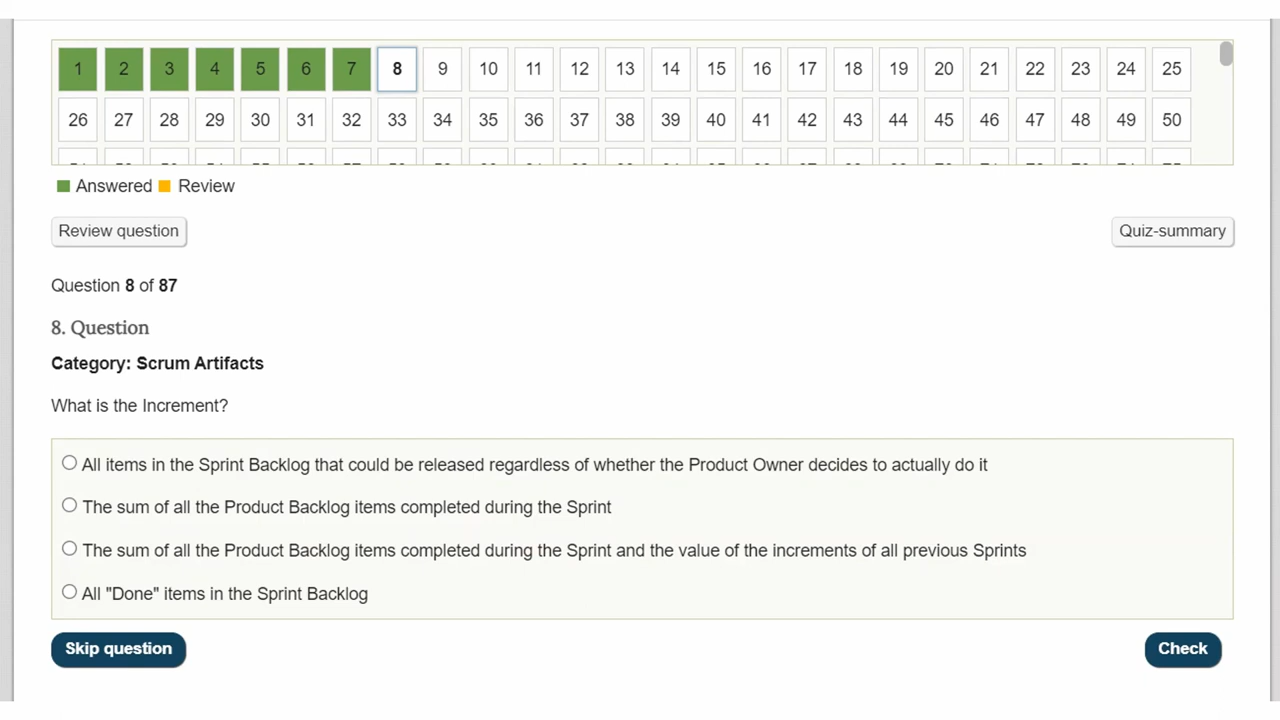 1 2 3 4 5 6 7 8 9 10 11 12 13 14 15 16 17 18 19 20 21 22 23 24 25
26 27 28 29 30 31 32 33 34 35 36 37 38 39 40 41 42 43 44 45 46 47 48 49 50
Answered Review
Review question Quiz-summary
Question 8 of 87
8. Question
Category: Scrum Artifacts
What is the Increment?
All items in the Sprint Backlog that could be released regardless of whether the Product Owner decides to actually do it
The sum of all the Product Backlog items completed during the Sprint
The sum of all the Product Backlog items completed during the Sprint and the value of the increments of all previous Sprints
All "Done" items in the Sprint Backlog
Skip question Check